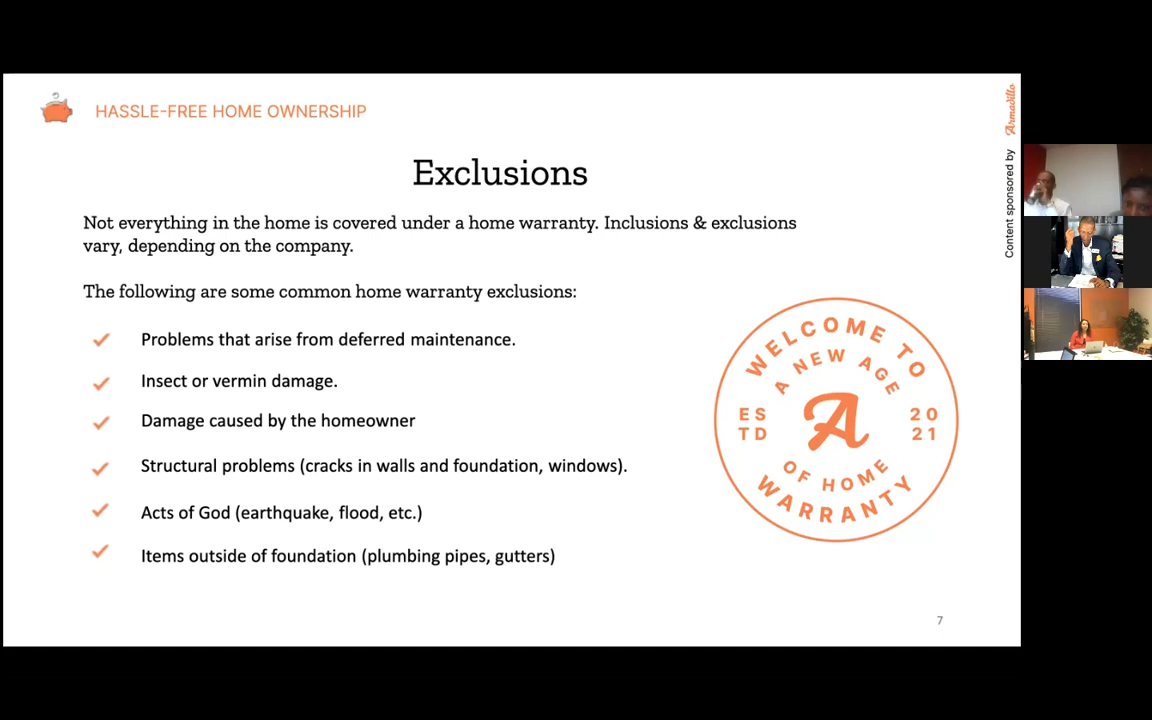 HASSLE-FREE HOME OWNERSHIP
Exclusions
Not everything in the home is covered under a home warranty. Inclusions & exclusions
vary, depending on the company.
The following are some common home warranty exclusions:
Problems that arise from deferred maintenance.
Insect or vermin damage.
Damage caused by the homeowner
Structural problems (cracks in walls and foundation, windows).
Acts of God (earthquake, flood, etc.)
Items outside of foundation (plumbing pipes, gutters)
WELCOME TO
A NEW AGE
ES
TD
A
20
21
OF HOME
WARRANTY
7
Content sponsored by Armadillo